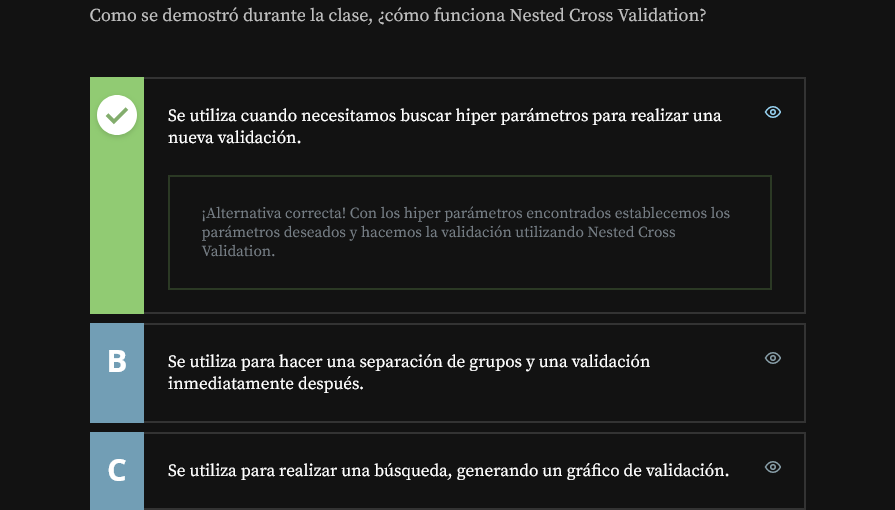 Como se demostró durante la clase, ¿cómo funciona Nested Cross Validation?
Se utiliza cuando necesitamos buscar hiper parámetros para realizar una
nueva validación.
¡Alternativa correcta! Con los hiper parámetros encontrados establecemos los
parámetros deseados y hacemos la validación utilizando Nested Cross
Validation.
B
Se utiliza para hacer una separación de grupos y una validación
inmediatamente después.
C
Se utiliza para realizar una búsqueda, generando un gráfico de validación.